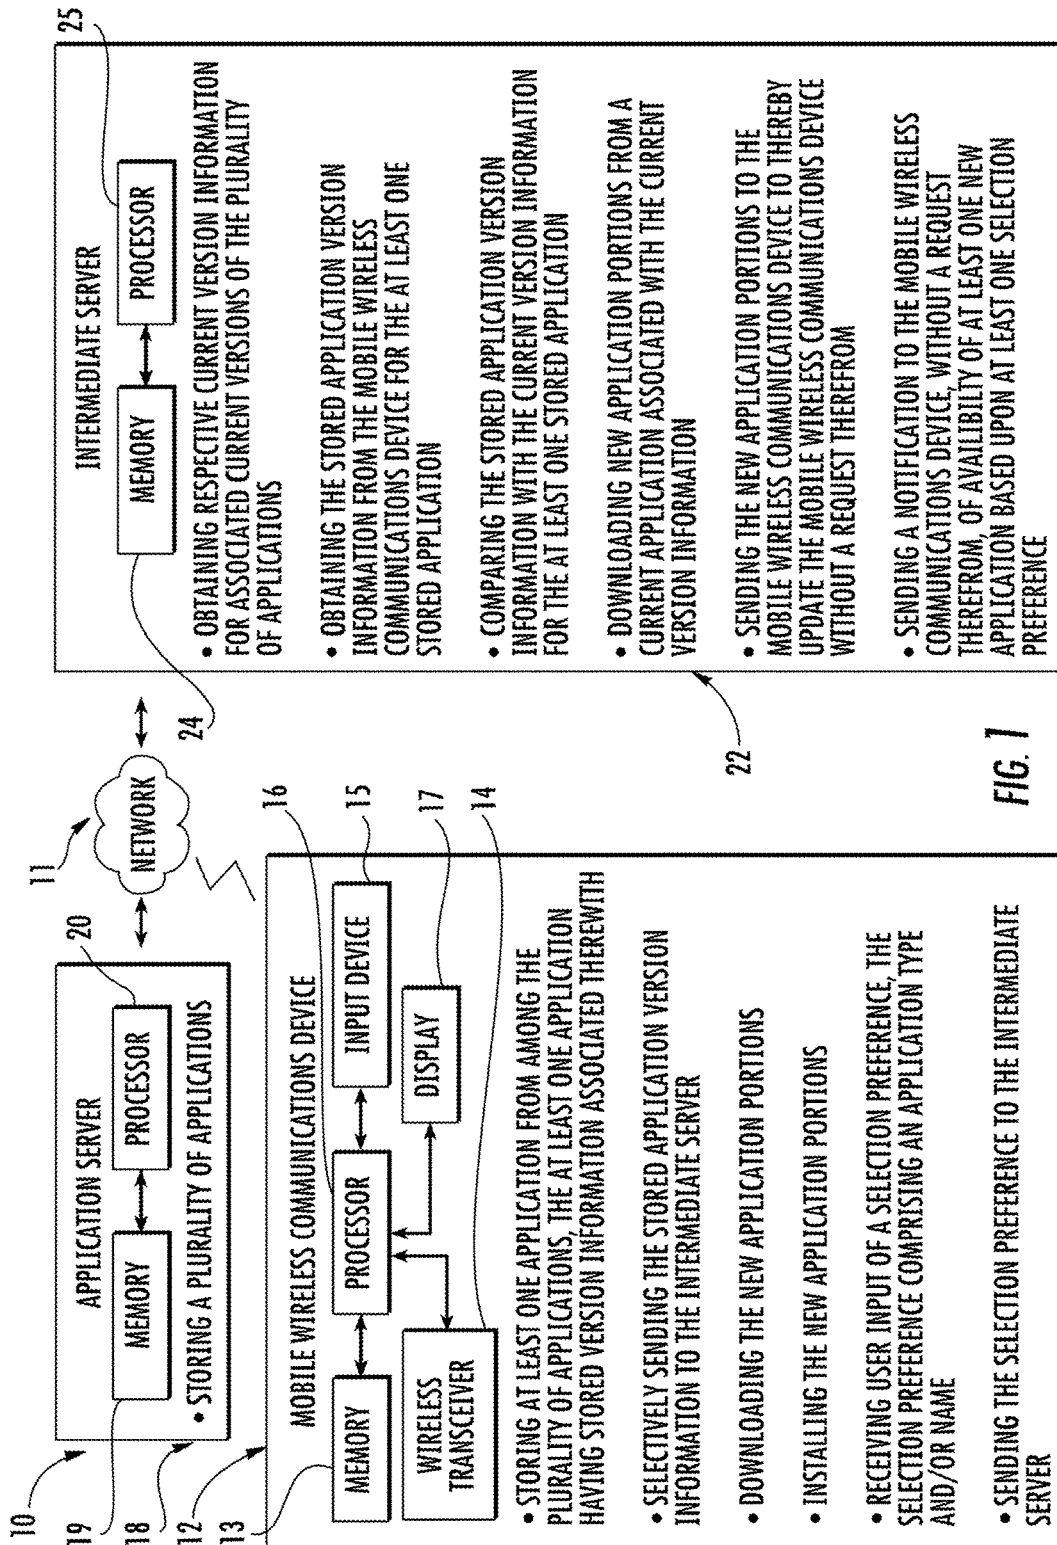 10
11
APPLICATION SERVER
20
19
MEMORY
PROCESSOR
18
• STORING A PLURALITY OF APPLICATIONS
NETWORK
12
MOBILE WIRELESS COMMUNICATIONS DEVICE
16
13
MEMORY
PROCESSOR
INPUT DEVICE
15
WIRELESS
TRANSCEIVER
DISPLAY
17
14
• STORING AT LEAST ONE APPLICATION FROM AMONG THE
PLURALITY OF APPLICATIONS, THE AT LEAST ONE APPLICATION
HAVING STORED VERSION INFORMATION ASSOCIATED THEREWITH
• SELECTIVELY SENDING THE STORED APPLICATION VERSION
INFORMATION TO THE INTERMEDIATE SERVER
• DOWNLOADING THE NEW APPLICATION PORTIONS
• INSTALLING THE NEW APPLICATION PORTIONS
• RECEIVING USER INPUT OF A SELECTION PREFERENCE, THE
SELECTION PREFERENCE COMPRISING AN APPLICATION TYPE
AND/OR NAME
• SENDING THE SELECTION PREFERENCE TO THE INTERMEDIATE
SERVER
INTERMEDIATE SERVER
25
24
MEMORY
PROCESSOR
• OBTAINING RESPECTIVE CURRENT VERSION INFORMATION
FOR ASSOCIATED CURRENT VERSIONS OF THE PLURALITY
OF APPLICATIONS
• OBTAINING THE STORED APPLICATION VERSION
INFORMATION FROM THE MOBILE WIRELESS
COMMUNICATIONS DEVICE FOR THE AT LEAST ONE
STORED APPLICATION
• COMPARING THE STORED APPLICATION VERSION
INFORMATION WITH THE CURRENT VERSION INFORMATION
FOR THE AT LEAST ONE STORED APPLICATION
• DOWNLOADING NEW APPLICATION PORTIONS FROM A
CURRENT APPLICATION ASSOCIATED WITH THE CURRENT
VERSION INFORMATION
• SENDING THE NEW APPLICATION PORTIONS TO THE
MOBILE WIRELESS COMMUNICATIONS DEVICE TO THEREBY
UPDATE THE MOBILE WIRELESS COMMUNICATIONS DEVICE
WITHOUT A REQUEST THEREFROM
• SENDING A NOTIFICATION TO THE MOBILE WIRELESS
COMMUNICATIONS DEVICE, WITHOUT A REQUEST
THEREFROM, OF AVAILIBILITY OF AT LEAST ONE NEW
APPLICATION BASED UPON AT LEAST ONE SELECTION
PREFERENCE
22
FIG. 1